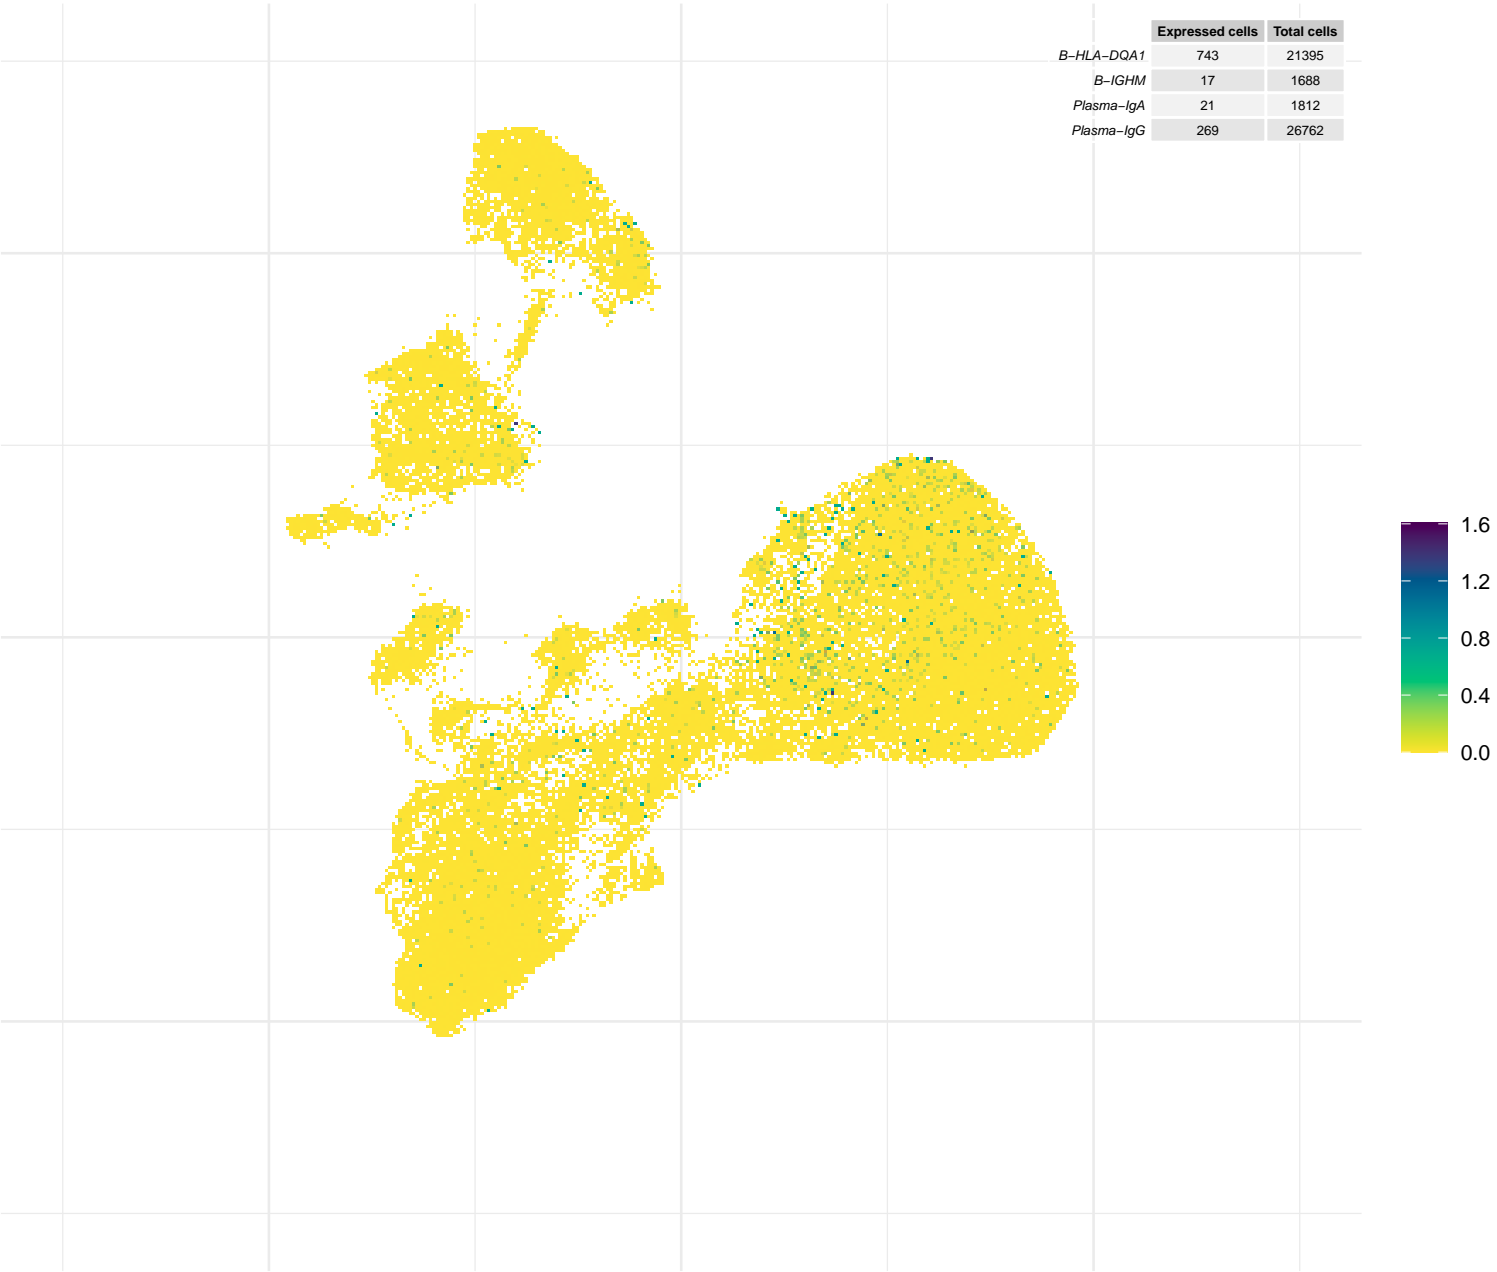 Expressed cells Total cells
B−HLA−DQA1 743 21395
B−IGHM 17 1688
Plasma−IgA 21 1812
Plasma−IgG 269 26762
1.6
1.2
0.8
0.4
0.0